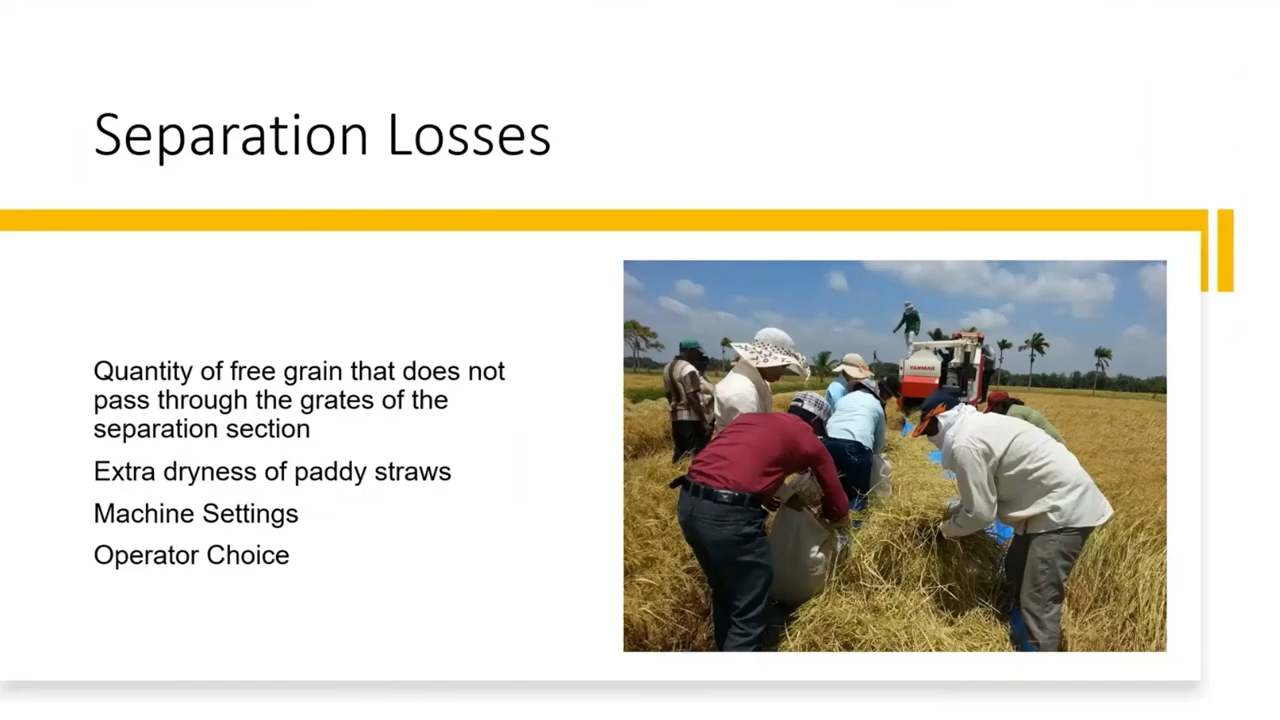 Separation Losses
Quantity of free grain that does not
pass through the grates of the
separation section
Extra dryness of paddy straws
Machine Settings
Operator Choice
YANMAR